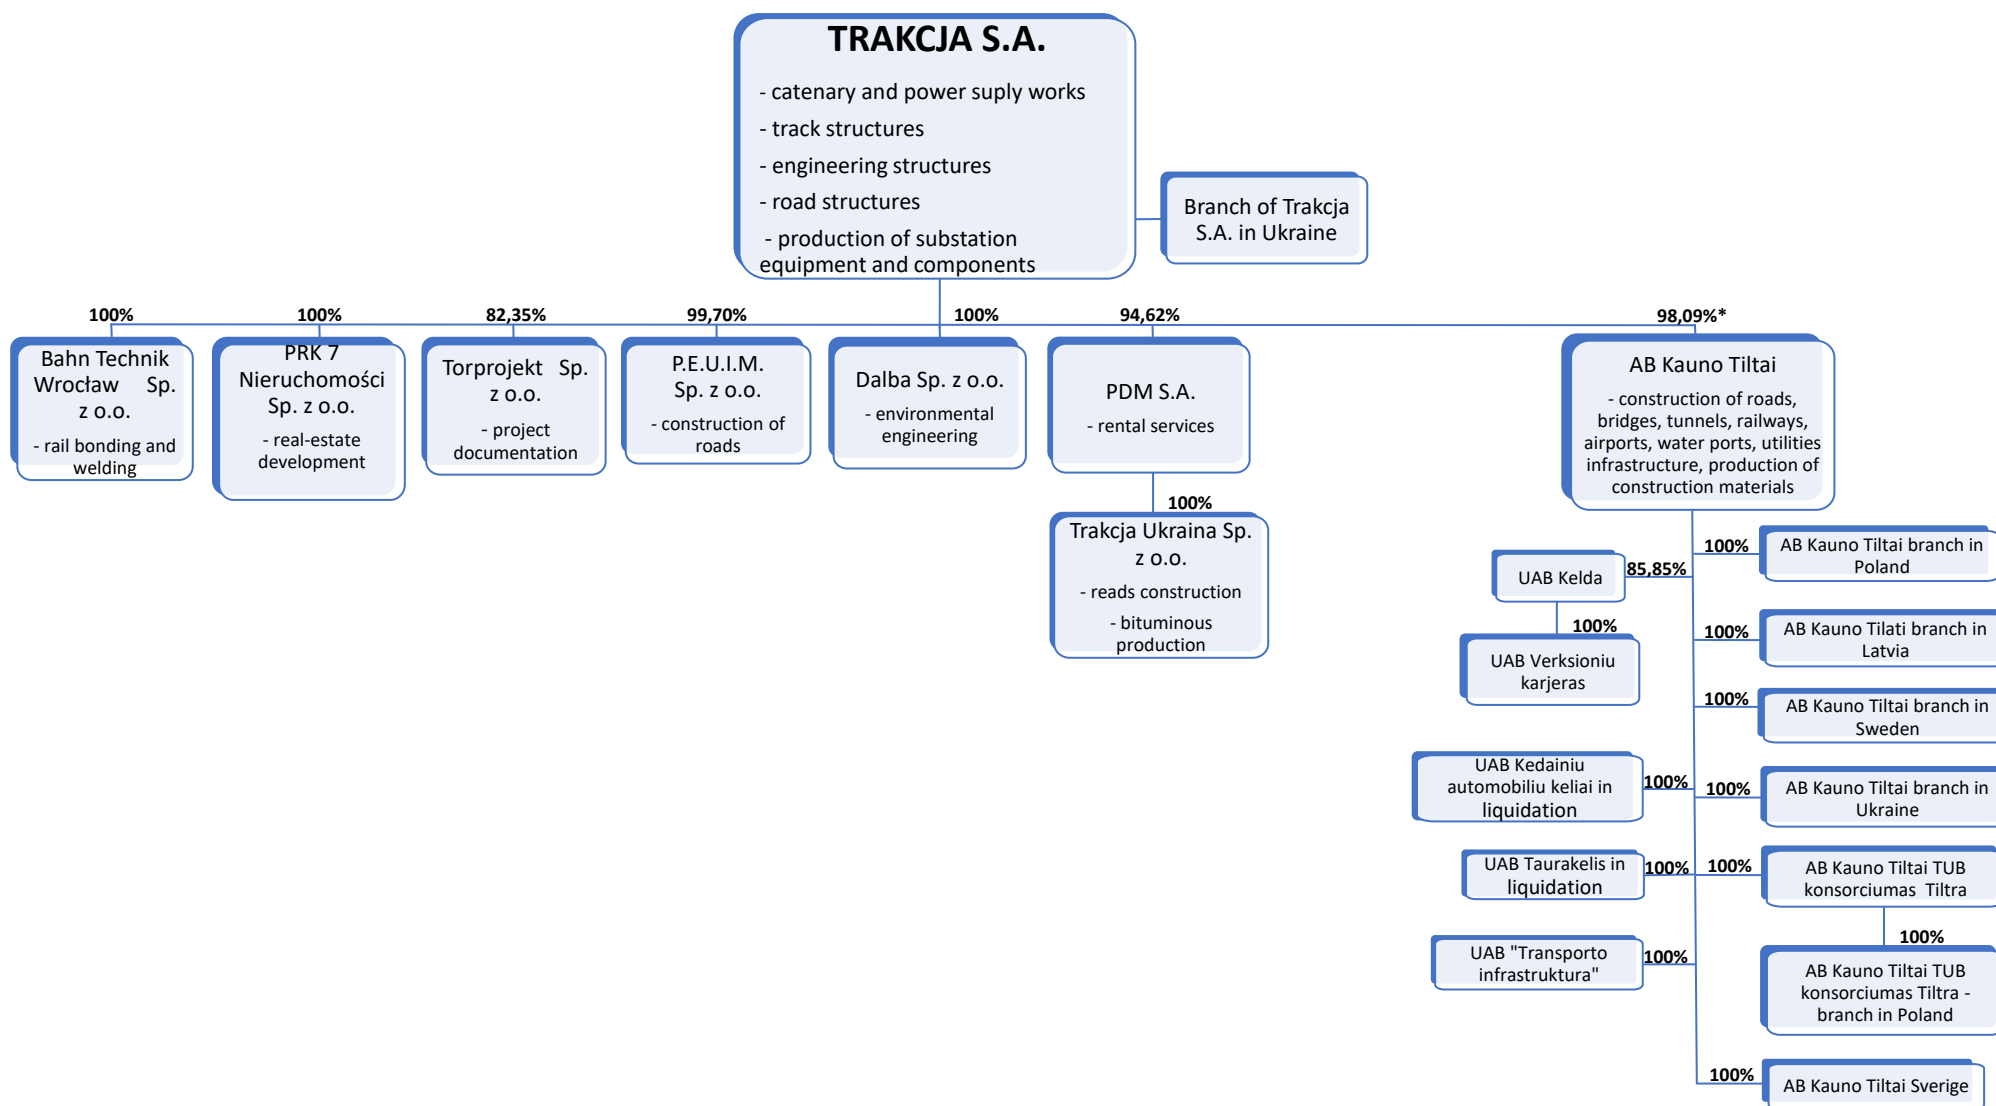 TRAKCJA S.A.
- catenary and power suply works
- track structures
- engineering structures
- road structures
- production of substation
equipment and components
Branch of Trakcja
S.A. in Ukraine
100%
100%
82,35%
99,70%
100%
94,62%
98,09%*
Bahn Technik
Wrocław Sp.
z o.o.
- rail bonding and
welding
PRK 7
Nieruchomości
Sp. z o.o.
- real-estate
development
Torprojekt Sp.
z o.o.
- project
documentation
P.E.U.I.M.
Sp. z o.o.
- construction of
roads
Dalba Sp. z o.o.
- environmental
engineering
PDM S.A.
- rental services
AB Kauno Tiltai
- construction of roads,
bridges, tunnels, railways,
airports, water ports, utilities
infrastructure, production of
construction materials
100%
Trakcja Ukraina Sp.
z o.o.
- reads construction
- bituminous
production
UAB Kelda
85,85%
100%
AB Kauno Tiltai branch in
Poland
100%
UAB Verksioniu
karjeras
100%
AB Kauno Tilati branch in
Latvia
100%
AB Kauno Tiltai branch in
Sweden
UAB Kedainiu
automobiliu keliai in
liquidation
100%
100%
AB Kauno Tiltai branch in
Ukraine
UAB Taurakelis in
liquidation
100%
100%
AB Kauno Tiltai TUB
konsorciumas Tiltra
UAB "Transporto
infrastruktura"
100%
100%
AB Kauno Tiltai TUB
konsorciumas Tiltra -
branch in Poland
100%
AB Kauno Tiltai Sverige